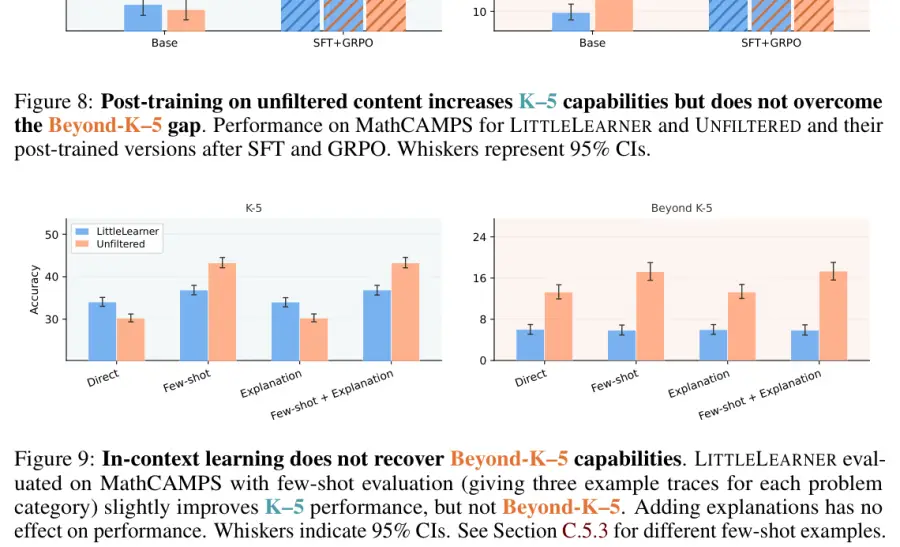 10
Base
SFT+GRPO
Base
SFT+GRPO
Figure 8: Post-training on unfiltered content increases K–5 capabilities but does not overcome
the Beyond-K–5 gap. Performance on MathCAMPS for LITTLELEARNER and UNFILTERED and their
post-trained versions after SFT and GRPO. Whiskers represent 95% CIs.
K-5
LittleLearner
Unfiltered
50
40
30
Accuracy
Direct
Few-shot
Explanation
Few-shot + Explanation
Beyond K-5
24
16
8
0
Direct
Few-shot
Explanation
Few-shot + Explanation
Figure 9: In-context learning does not recover Beyond-K–5 capabilities. LITTLELEARNER eval-
uated on MathCAMPS with few-shot evaluation (giving three example traces for each problem
category) slightly improves K–5 performance, but not Beyond-K–5. Adding explanations has no
effect on performance. Whiskers indicate 95% CIs. See Section C.5.3 for different few-shot examples.